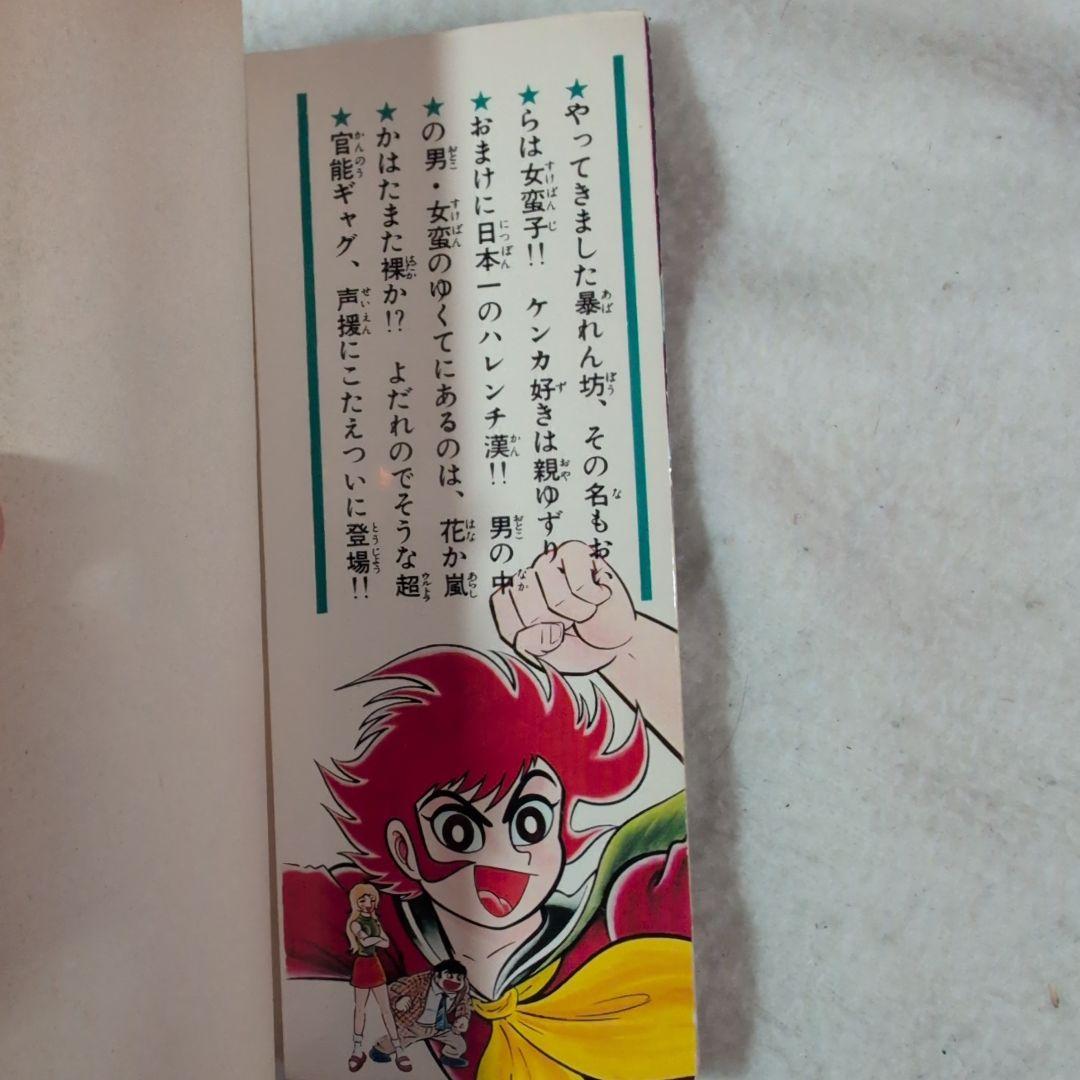 ★やってきました暴れん坊、その名もおい
★らは女蛮子!!　ケンカ好きは親ゆずり、
★おまけに日本一のハレンチ漢!!　男の中
★の男・女蛮のゆくてにあるのは、花か嵐
★かはたまた裸か!?　よだれのでそうな超
★官能ギャグ、声援にこたえついに登場!!